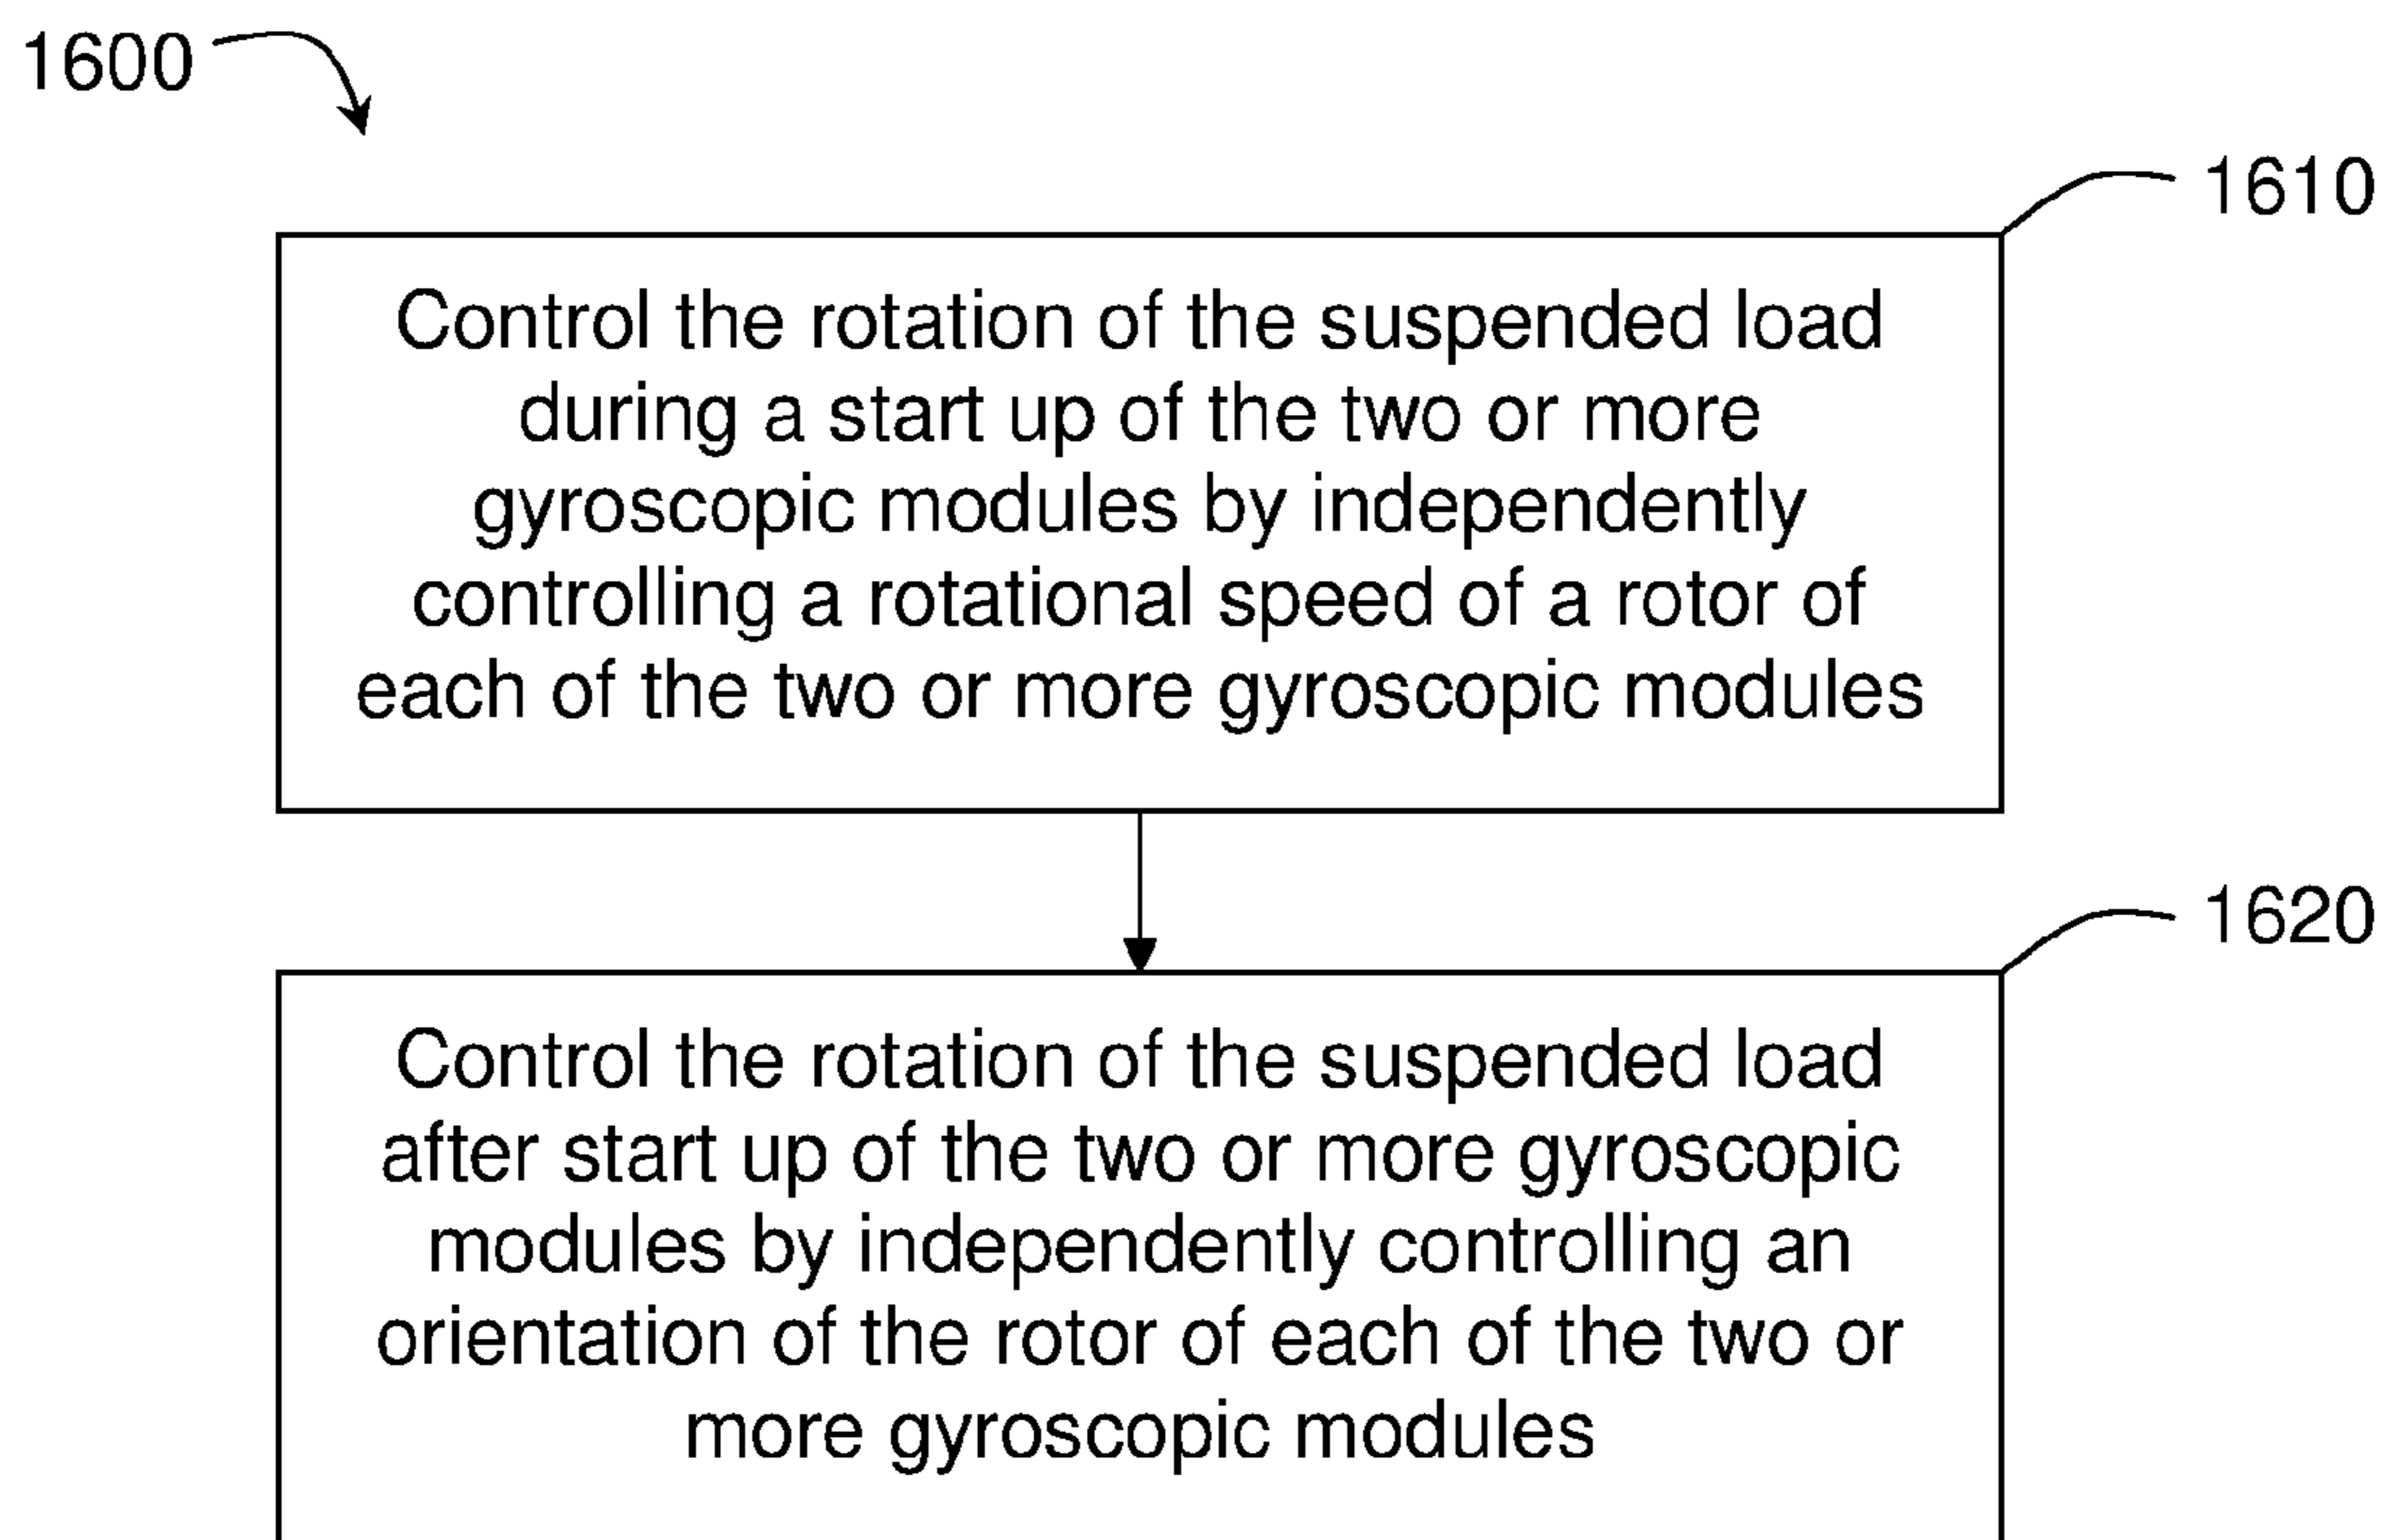 1600
1610
Control the rotation of the suspended load
during a start up of the two or more
gyroscopic modules by independently
controlling a rotational speed of a rotor of
each of the two or more gyroscopic modules
1620
Control the rotation of the suspended load
after start up of the two or more gyroscopic
modules by independently controlling an
orientation of the rotor of each of the two or
more gyroscopic modules